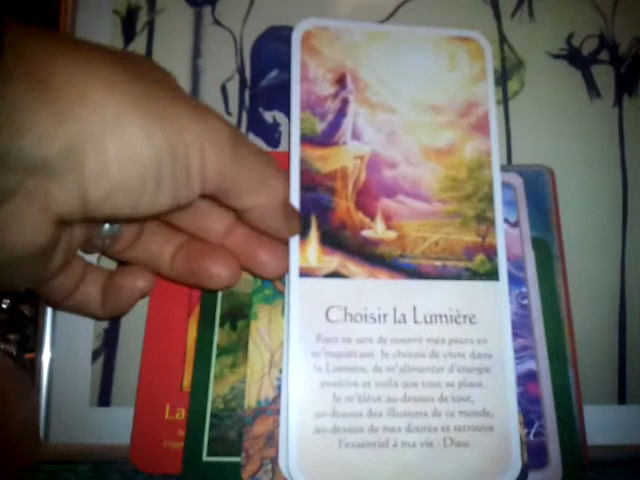 Choisir la Lumière
Rien ne sert de nourrir mes peurs en
m'inquiétant. Je choisis de vivre dans
la Lumière, de m'alimenter d'énergie
positive et voilà que tout se place.
Je m'élève au-dessus de tout,
au-dessus des illusions de ce monde,
au-dessus de mes doutes et retrouve
l'essentiel à ma vie : Dieu.
La